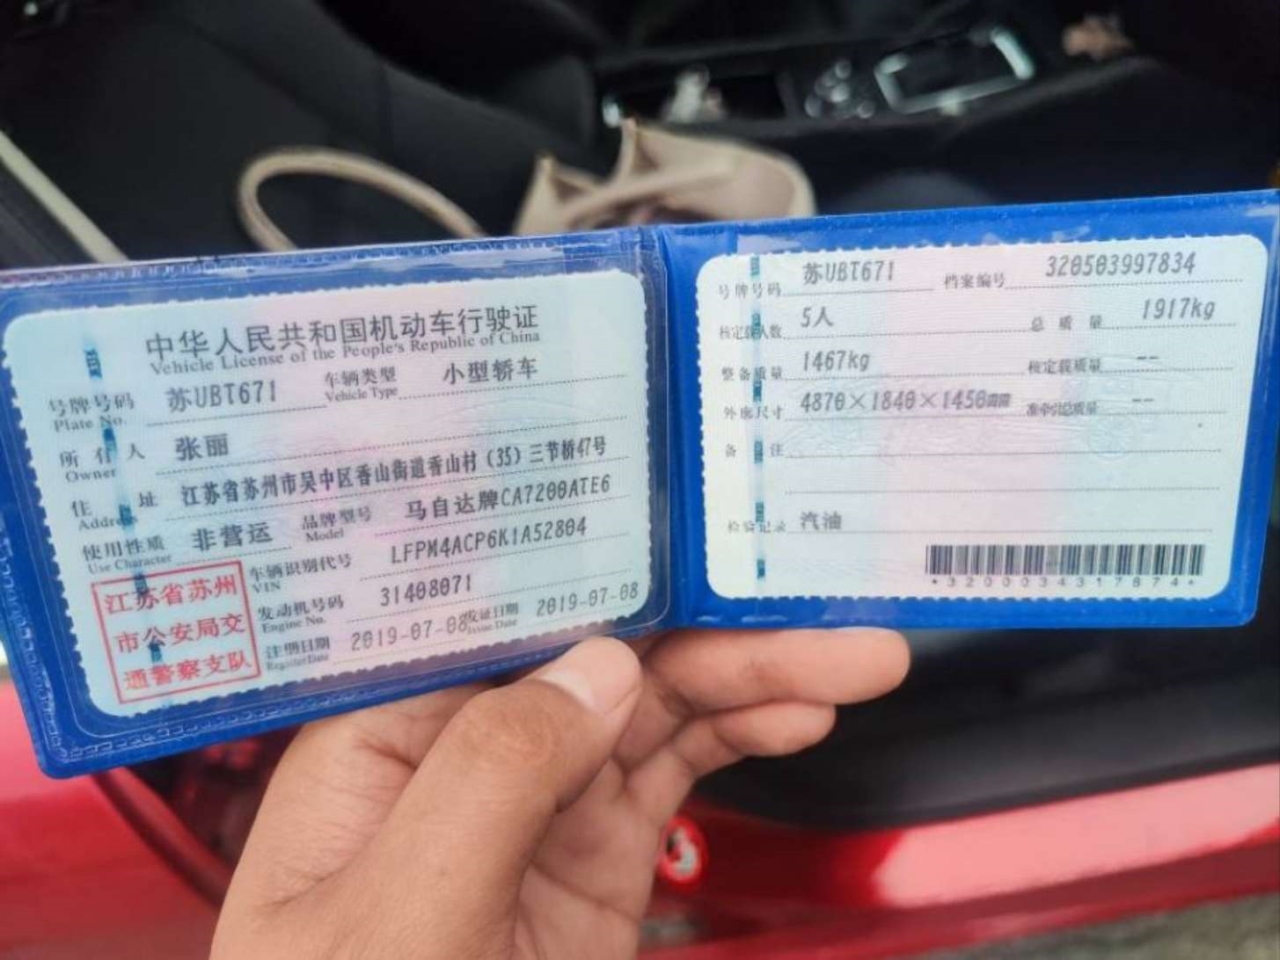 中华人民共和国机动车行驶证
Vehicle License of the People's Republic of China
号牌号码 苏UBT671 车辆类型 小型轿车
Plate No. Vehicle Type
所有人 张丽
Owner
住址 江苏省苏州市吴中区香山街道香山村(35)三节桥47号
Address
使用性质 非营运 品牌型号 马自达牌CA7200ATE6
Use Character Model
车辆识别代号 LFPM4ACP6K1A52804
VIN
发动机号码 31408071
Engine No.
注册日期 2019-07-08 发证日期 2019-07-08
Register Date Issue Date
江苏省苏州
市公安局交
通警察支队
号牌号码 苏UBT671 档案编号 320503997834
核定载人数 5人 总质量 1917kg
整备质量 1467kg 核定载质量 --
外廓尺寸 4870×1840×1450mm 准牵引总质量 --
备注
检验记录 汽油
*3200034317874*